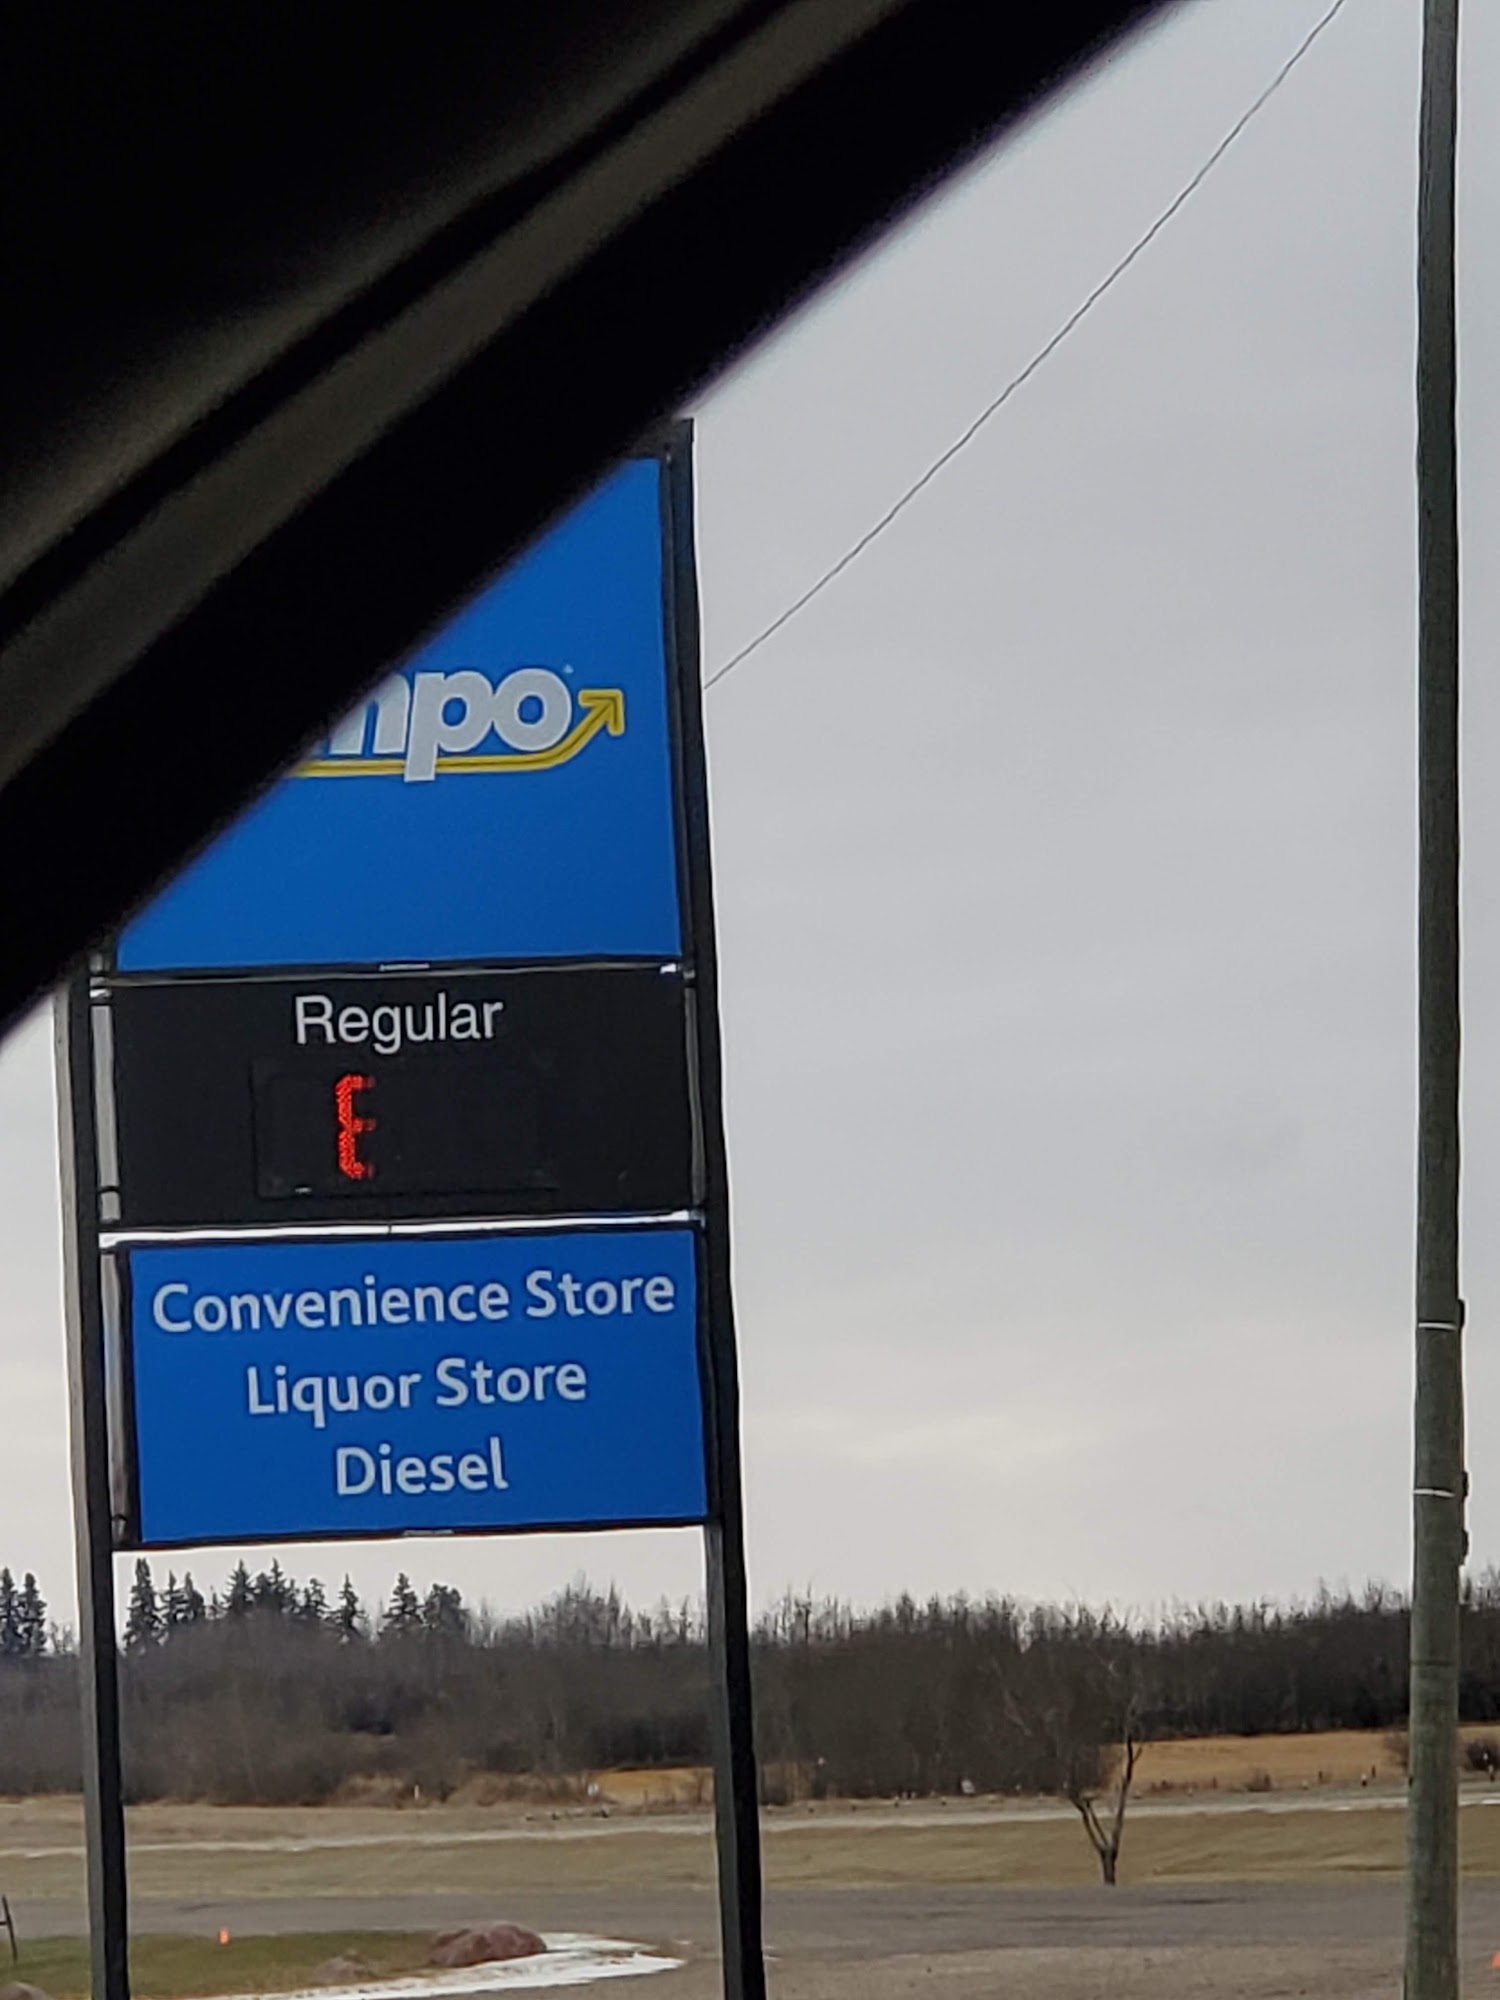 mpo
Regular
E
Convenience Store
Liquor Store
Diesel